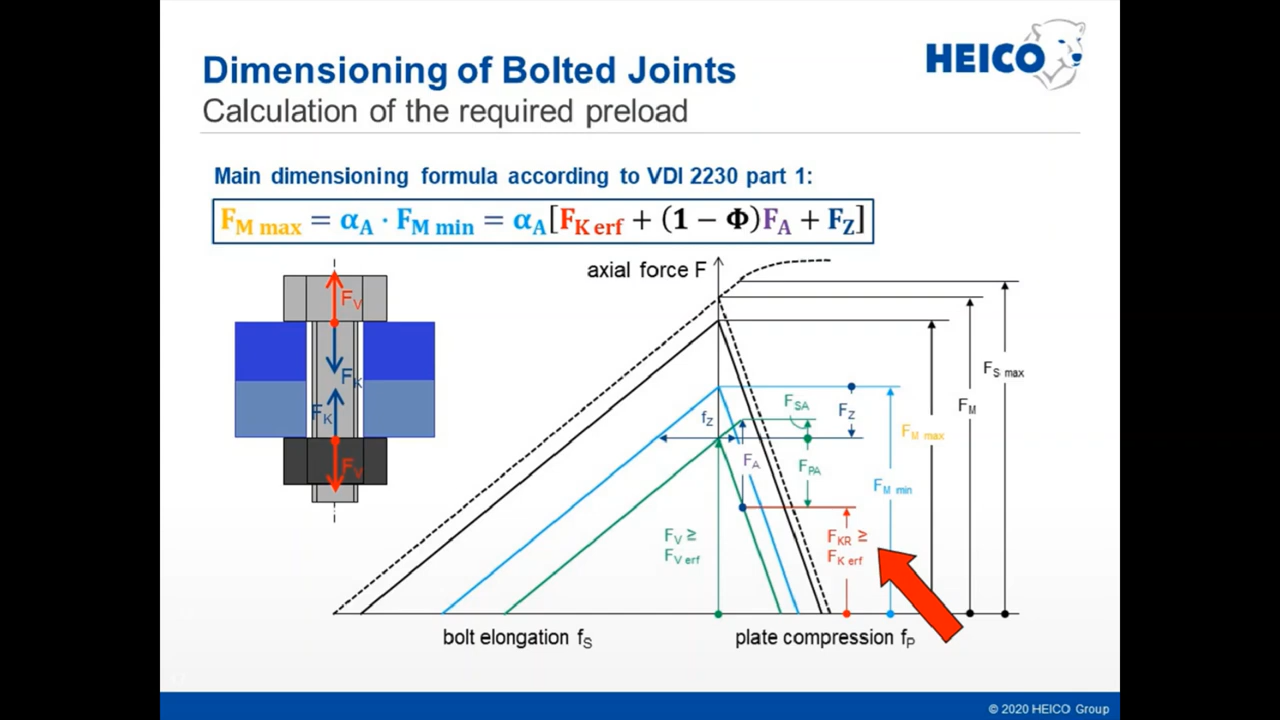 HEICO
Dimensioning of Bolted Joints
Calculation of the required preload
Main dimensioning formula according to VDI 2230 part 1:
F_M max = α_A · F_M min = α_A[F_K erf + (1 − Φ)F_A + F_Z]
axial force F
F_V
F_K
F_K
F_V
F_S max
F_M
F_M max
F_M min
F_SA
F_Z
f_Z
F_A
F_PA
F_V ≥
F_V erf
F_KR ≥
F_K erf
bolt elongation f_S
plate compression f_P
© 2020 HEICO Group